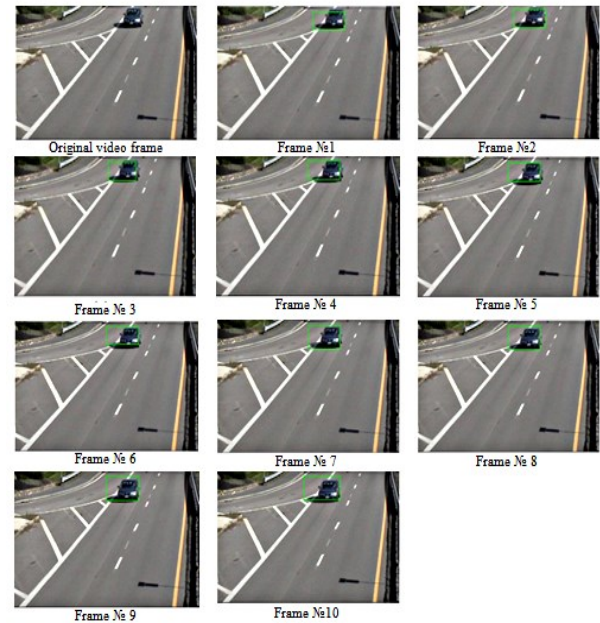 Original video frame
Frame №1
Frame №2
Frame № 3
Frame № 4
Frame № 5
Frame № 6
Frame № 7
Frame № 8
Frame № 9
Frame №10